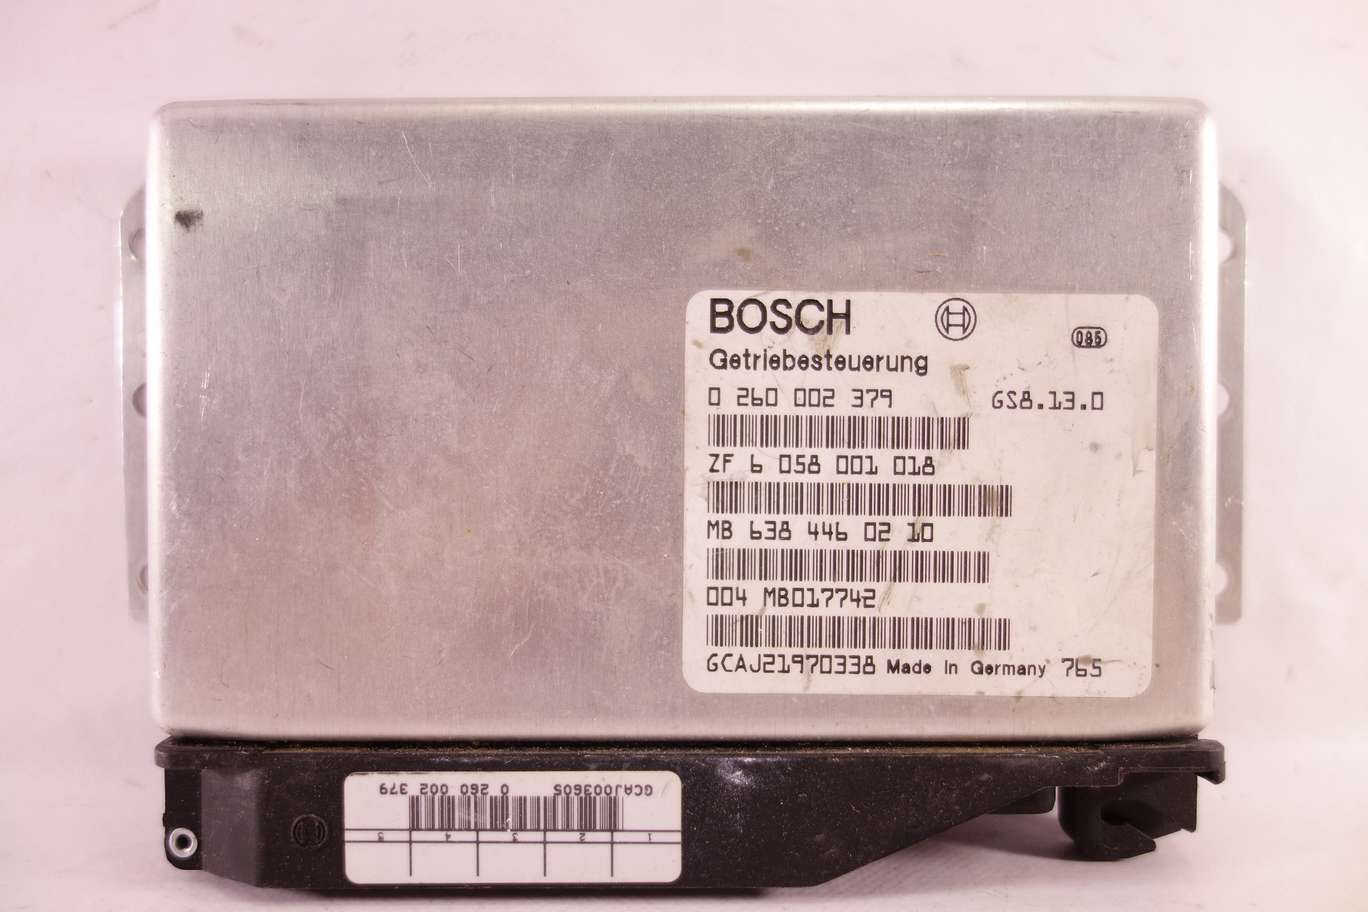 BOSCH
085
Getriebesteuerung
0 260 002 379 GS8.13.0
ZF 6 058 001 018
MB 638 446 02 10
004 MB017742
GCAJ21970338 Made in Germany 765
GCAJ003605 0 260 002 379
1 2 3 4 5